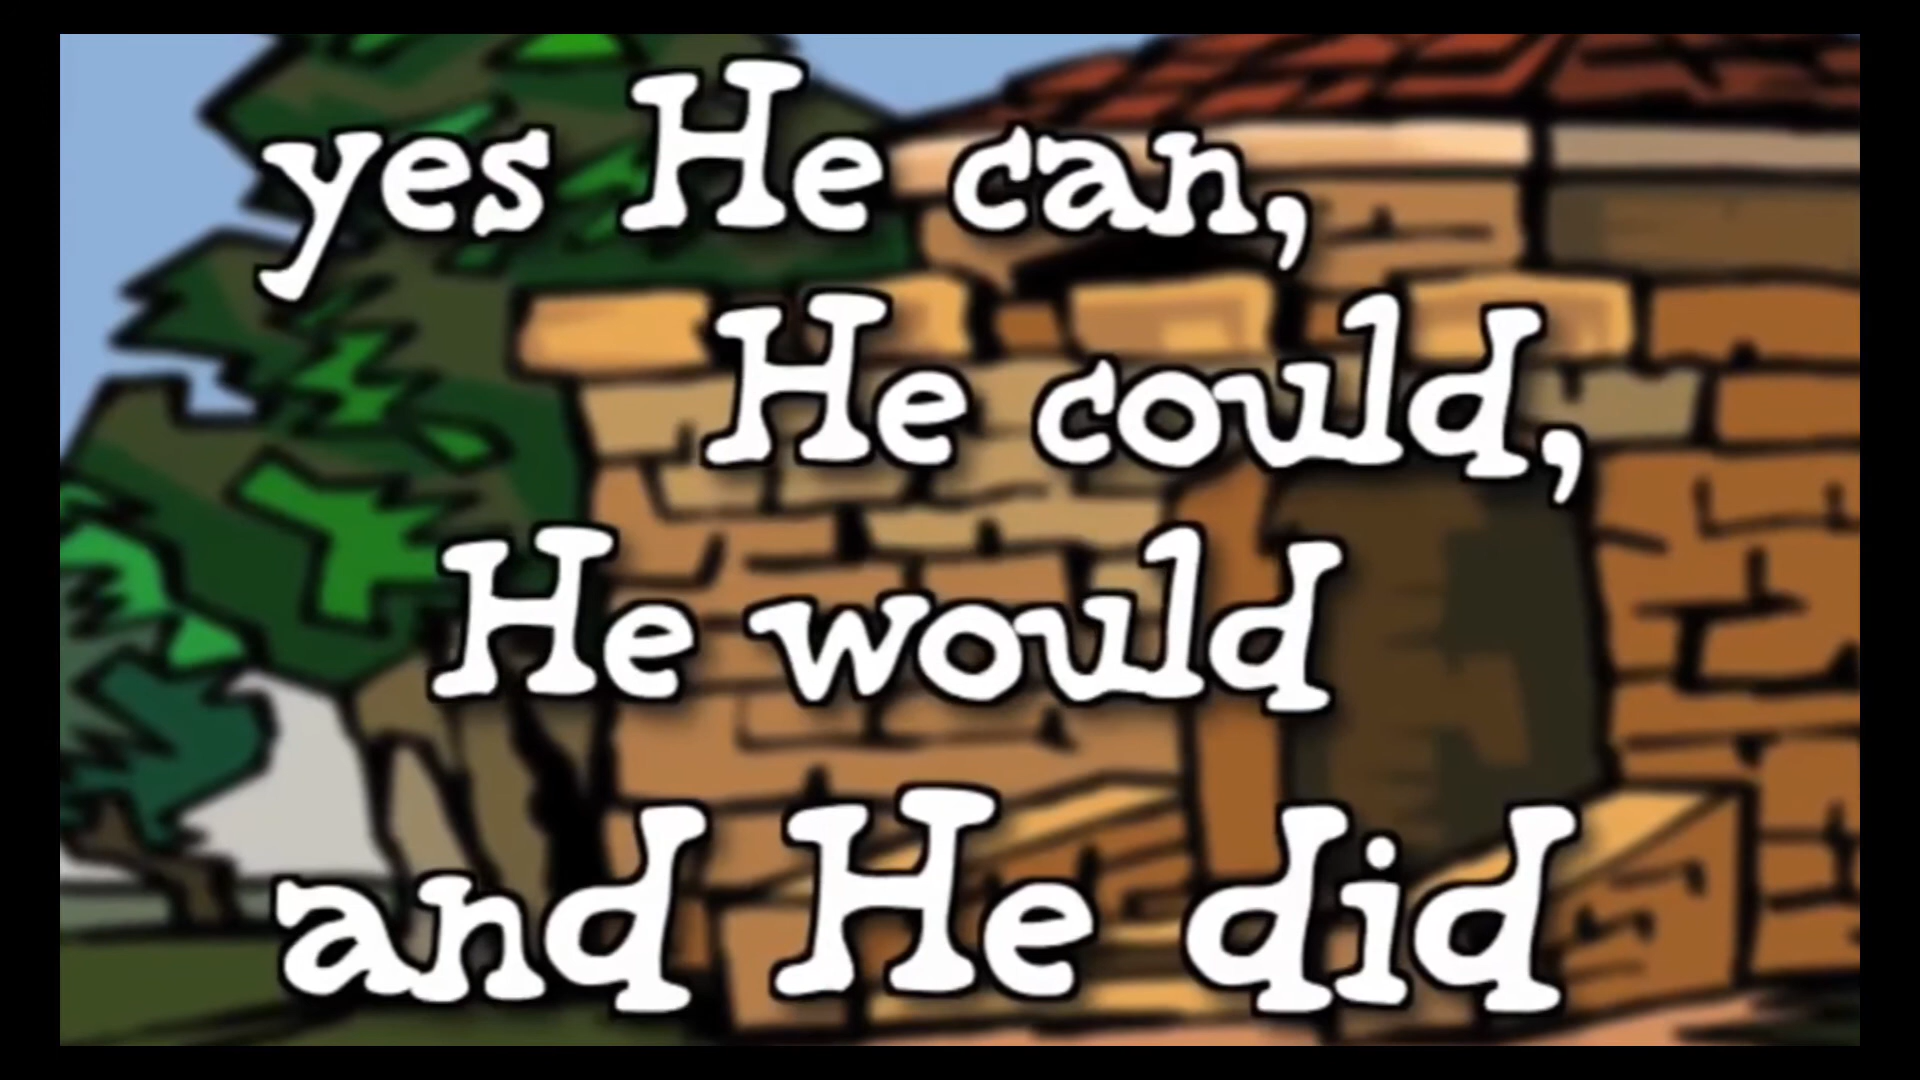 yes He can,
He could,
He would
and He did